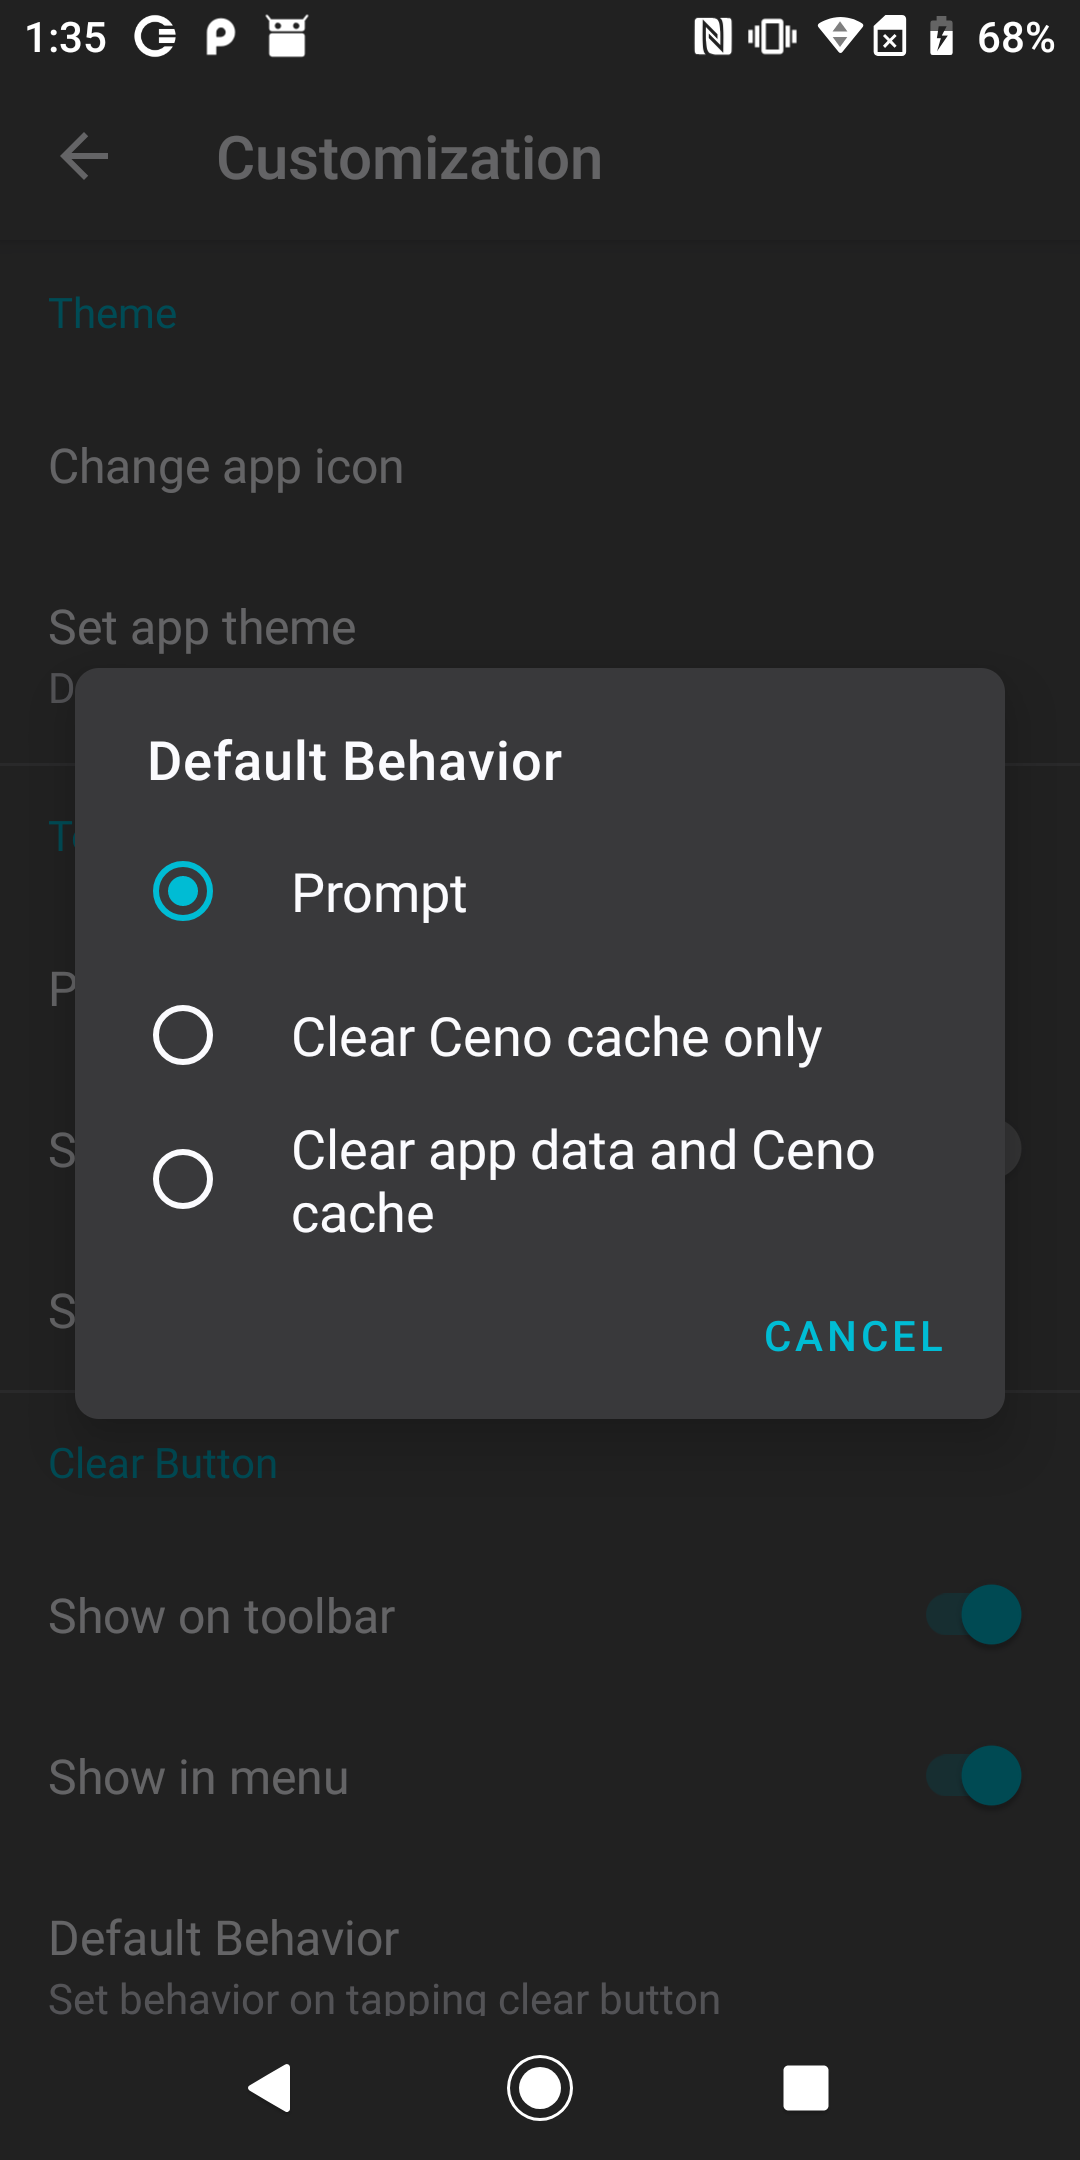 1:35
68%
Customization
Theme
Change app icon
Set app theme
Default Behavior
Prompt
Clear Ceno cache only
Clear app data and Ceno
cache
CANCEL
Clear Button
Show on toolbar
Show in menu
Default Behavior
Set behavior on tapping clear button